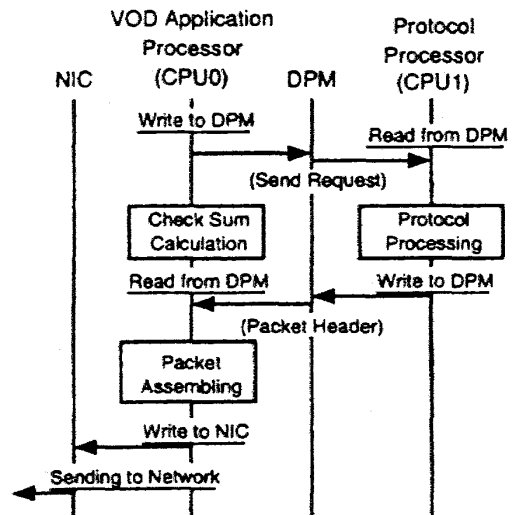 VOD Application
Processor
(CPU0)
Protocol
Processor
(CPU1)
NIC
DPM
Write to DPM
Read from DPM
(Send Request)
Check Sum
Calculation
Protocol
Processing
Read from DPM
Write to DPM
(Packet Header)
Packet
Assembling
Write to NIC
Sending to Network